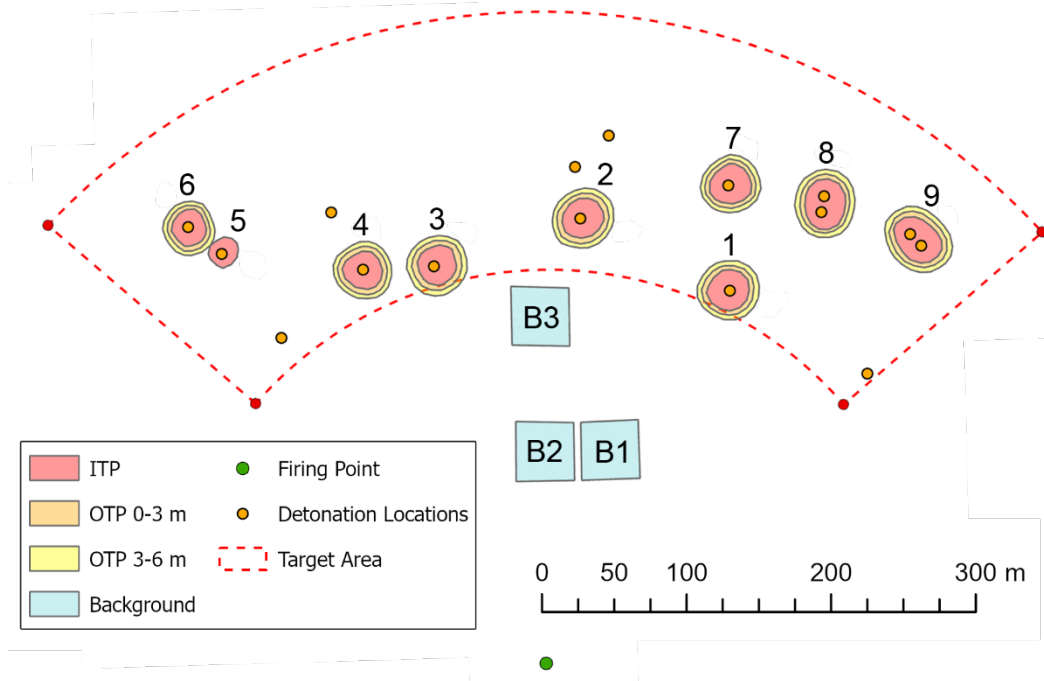 7
8
6
2
9
5
4
3
1
B3
B2
B1
ITP
Firing Point
OTP 0-3 m
Detonation Locations
OTP 3-6 m
Target Area
Background
0 50 100 200 300 m